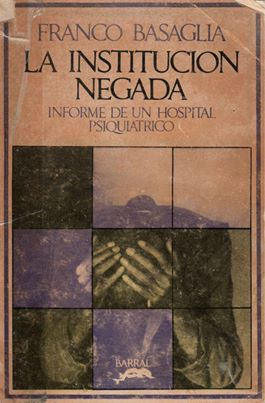 FRANCO BASAGLIA
LA INSTITUCION
NEGADA
INFORME DE UN HOSPITAL
PSIQUIATRICO
BARRAL